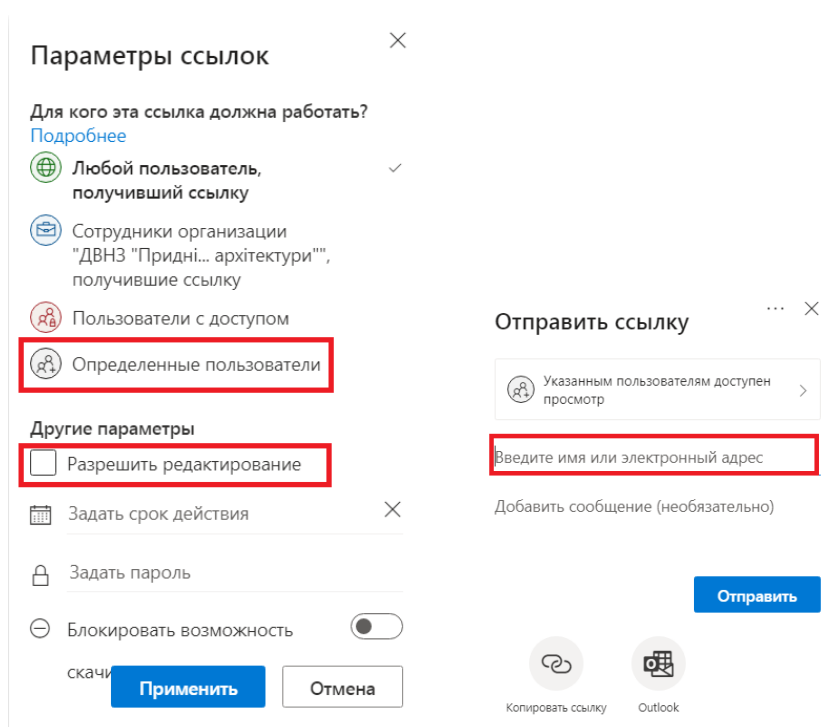 Параметры ссылок
Для кого эта ссылка должна работать?
Подробнее
Любой пользователь,
получивший ссылку
Сотрудники организации
"ДВНЗ "Придні... архітектури"",
получившие ссылку
Пользователи с доступом
Определенные пользователи
Другие параметры
Разрешить редактирование
Задать срок действия
Задать пароль
Блокировать возможность
скачи
Применить
Отмена
Отправить ссылку
Указанным пользователям доступен
просмотр
Введите имя или электронный адрес
Добавить сообщение (необязательно)
Отправить
Копировать ссылку
Outlook